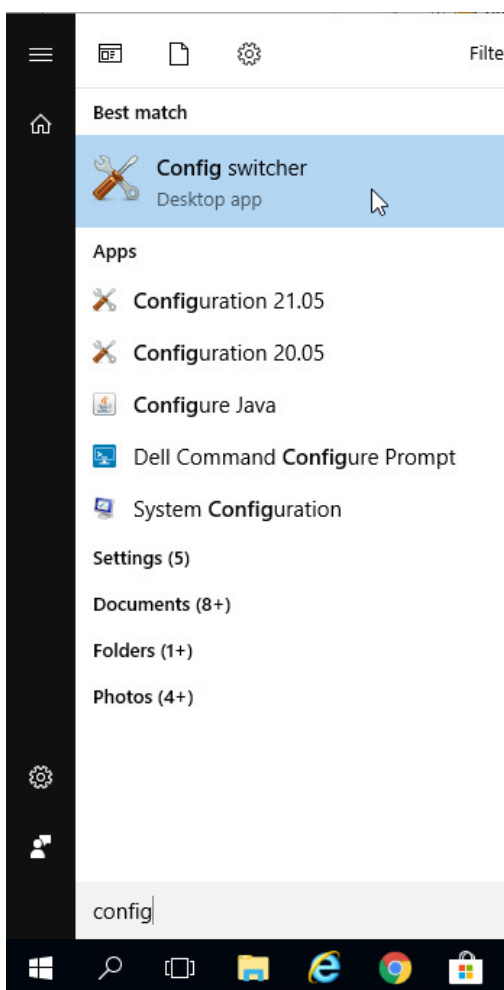 Filte
Best match
Config switcher
Desktop app
Apps
Configuration 21.05
Configuration 20.05
Configure Java
Dell Command Configure Prompt
System Configuration
Settings (5)
Documents (8+)
Folders (1+)
Photos (4+)
config